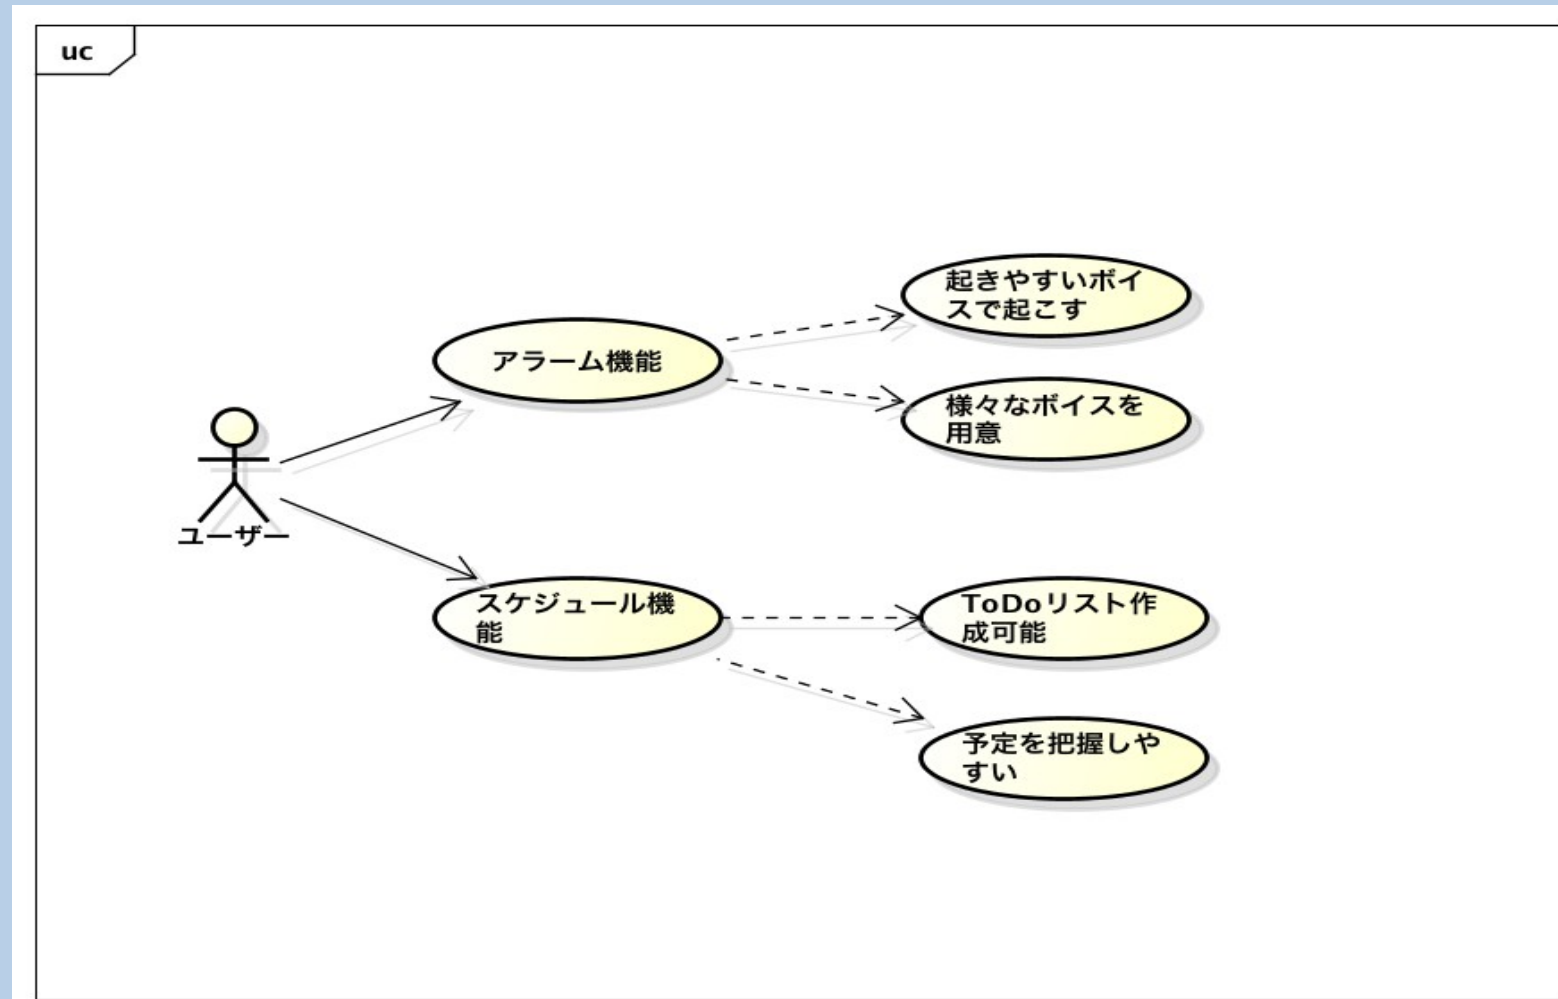 uc
起きやすいボイ
スで起こす
アラーム機能
様々なボイスを
用意
ユーザー
スケジュール機
能
ToDoリスト作
成可能
予定を把握しや
すい